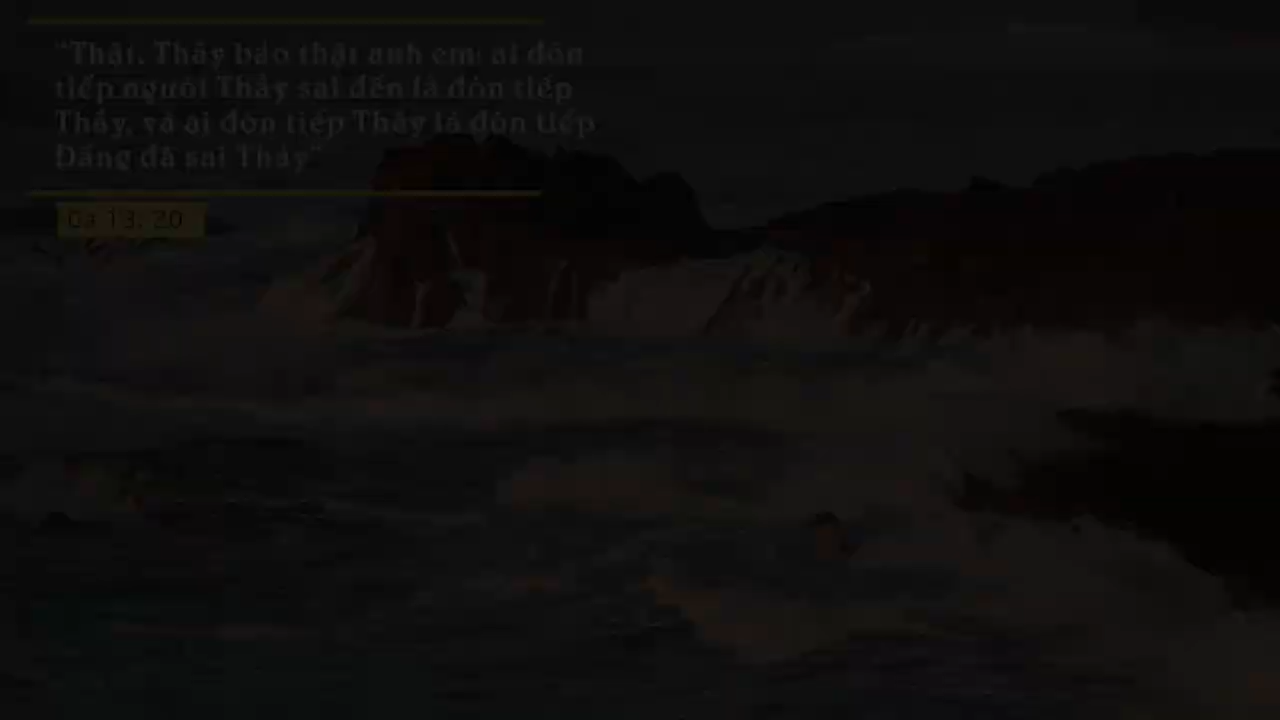 "Thật, Thầy bảo thật anh em: ai đón
tiếp người Thầy sai đến là đón tiếp
Thầy, và ai đón tiếp Thầy là đón tiếp
Đấng đã sai Thầy"
Ga 13, 20